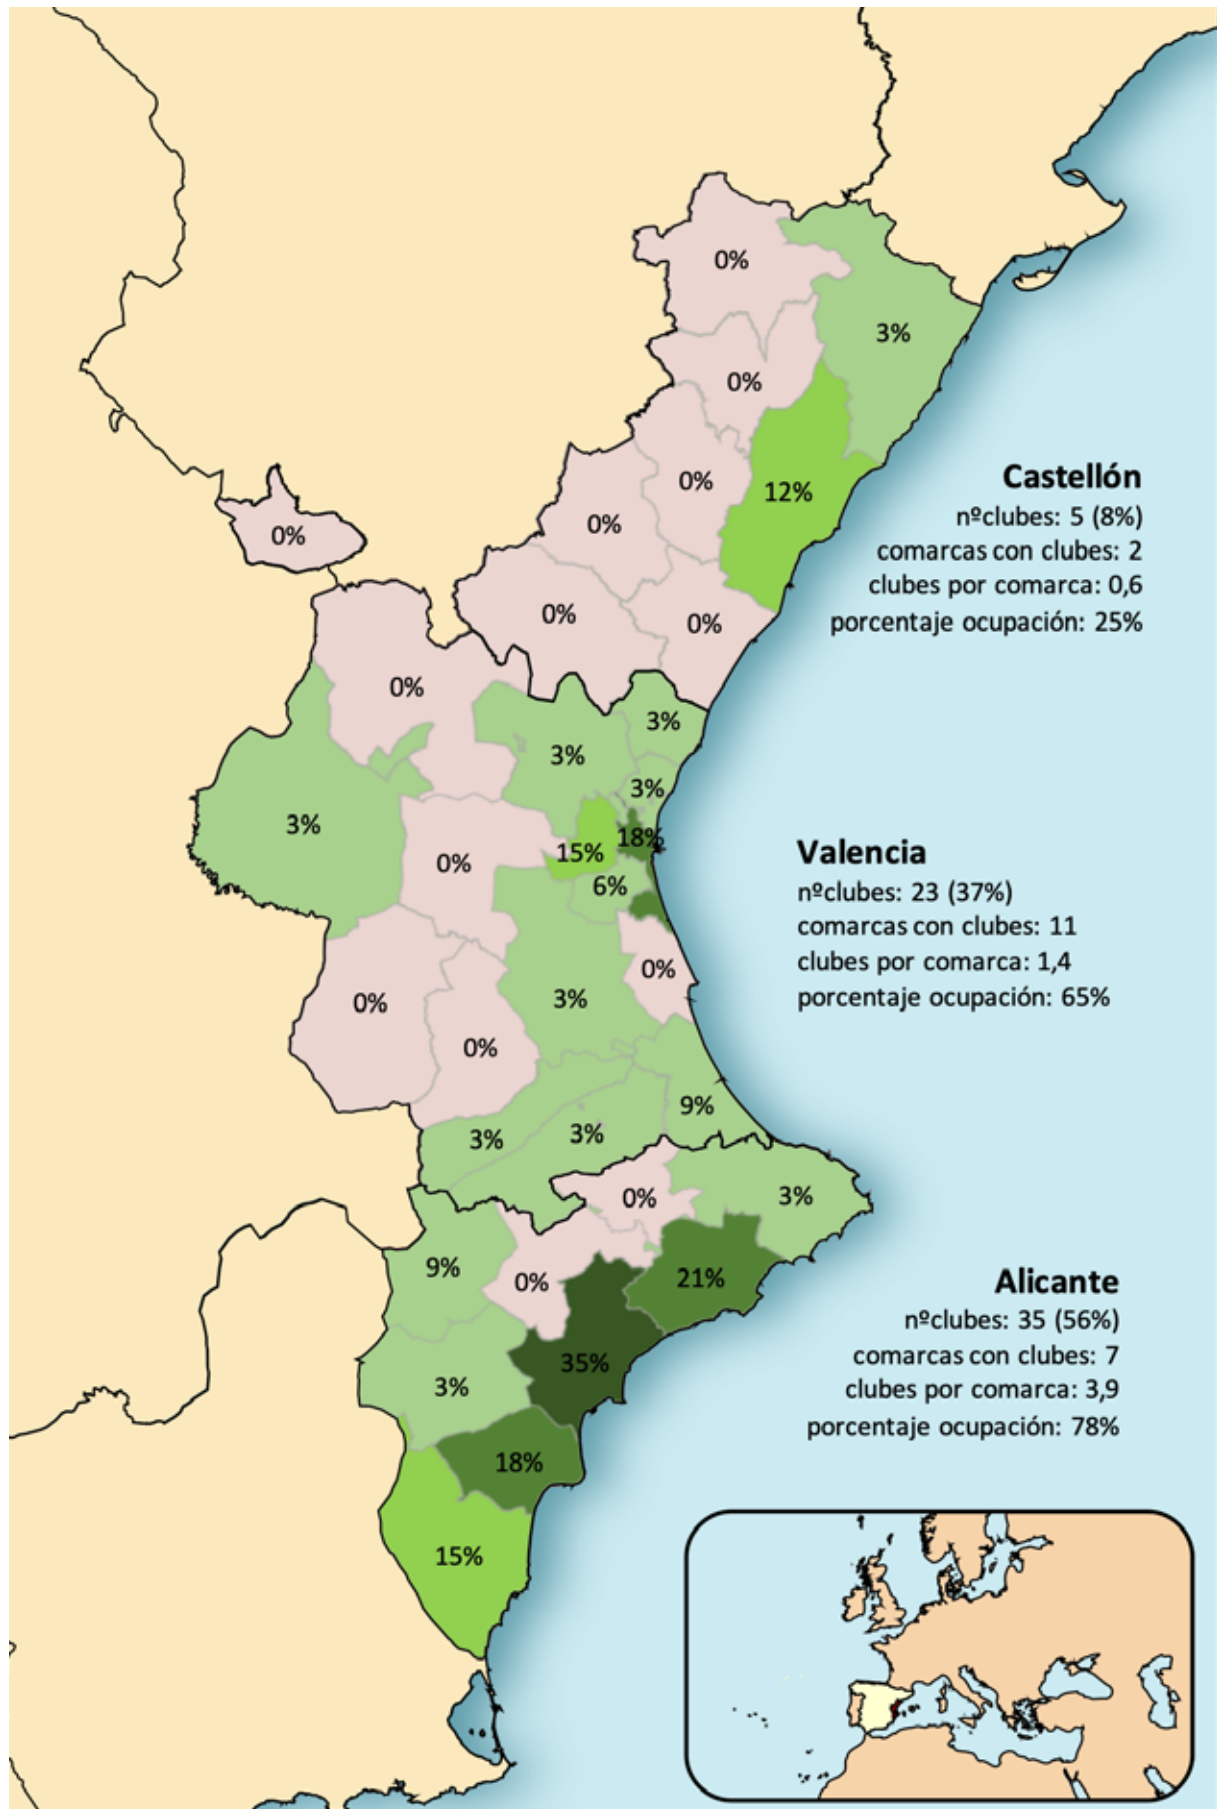 0%
3%
0%
0%
12%
Castellón
nºclubes: 5 (8%)
comarcas con clubes: 2
clubes por comarca: 0,6
porcentaje ocupación: 25%
0%
0%
0%
0%
0%
3%
3%
3%
3%
18%
15%
0%
6%
Valencia
nºclubes: 23 (37%)
comarcas con clubes: 11
clubes por comarca: 1,4
porcentaje ocupación: 65%
0%
0%
3%
0%
9%
3%
3%
0%
3%
9%
0%
21%
Alicante
nºclubes: 35 (56%)
comarcas con clubes: 7
clubes por comarca: 3,9
porcentaje ocupación: 78%
35%
3%
18%
15%